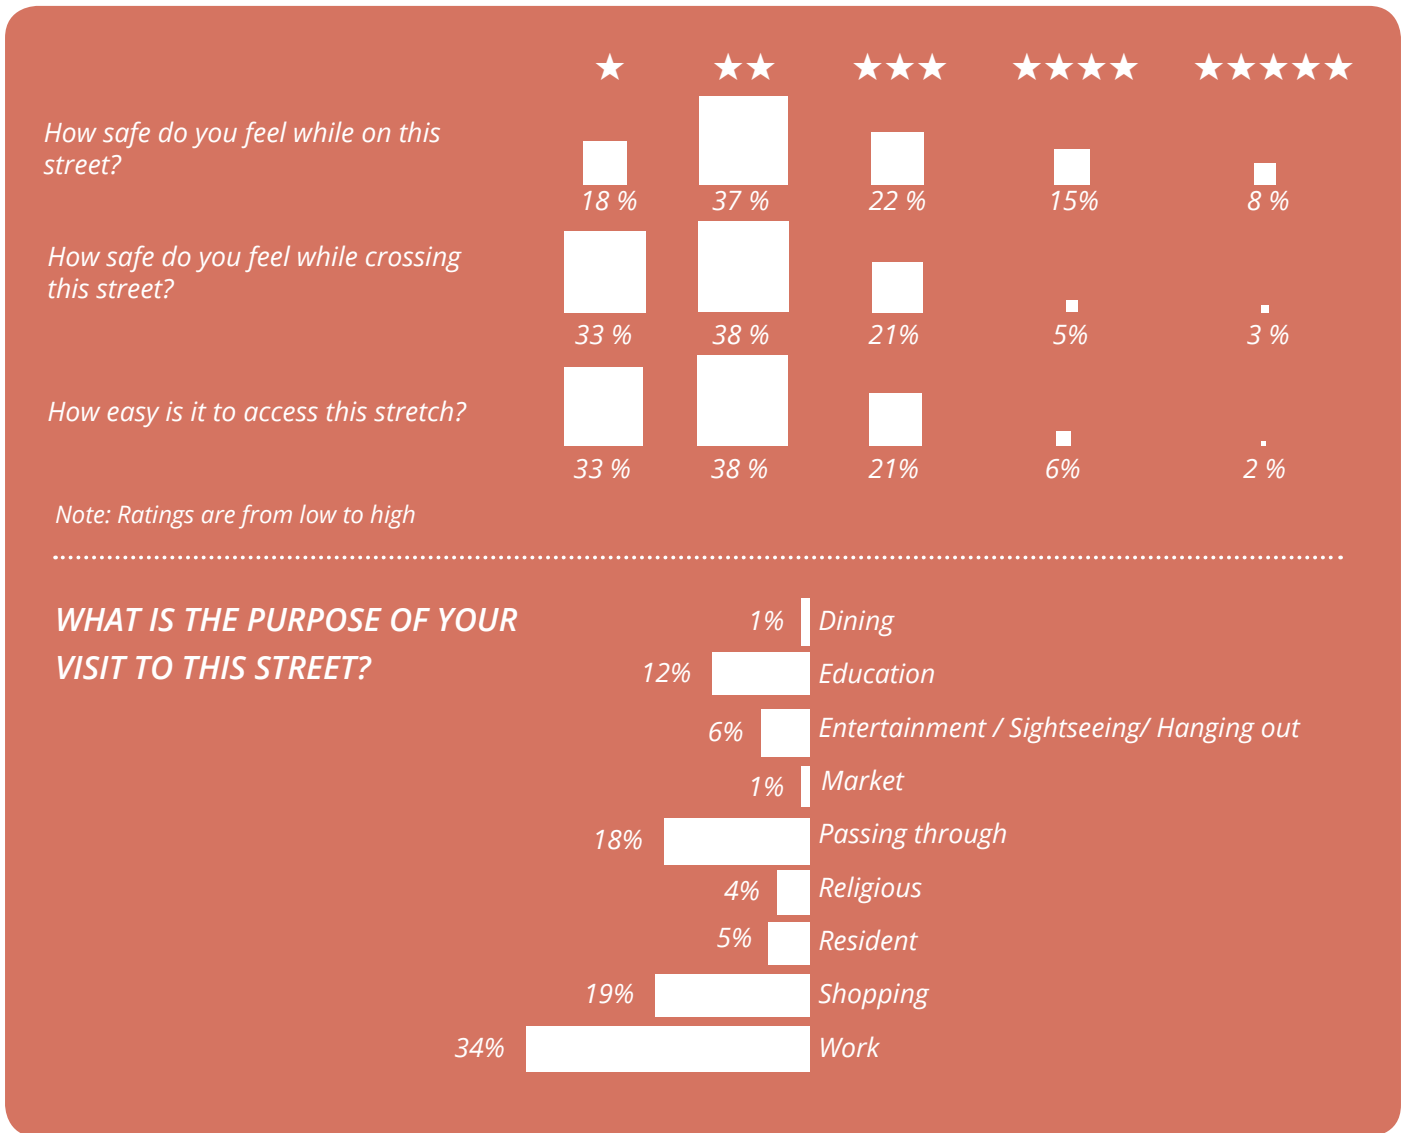 ★ ★★ ★★★ ★★★★ ★★★★★
How safe do you feel while on this
street?
18 % 37 % 22 % 15% 8 %
How safe do you feel while crossing
this street?
33 % 38 % 21% 5% 3 %
How easy is it to access this stretch?
33 % 38 % 21% 6% 2 %
Note: Ratings are from low to high
WHAT IS THE PURPOSE OF YOUR
VISIT TO THIS STREET?
1% Dining
12% Education
6% Entertainment / Sightseeing/ Hanging out
1% Market
18% Passing through
4% Religious
5% Resident
19% Shopping
34% Work